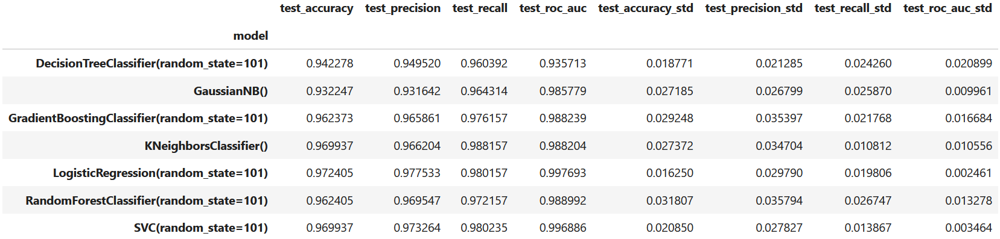 test_accuracy test_precision test_recall test_roc_auc test_accuracy_std test_precision_std test_recall_std test_roc_auc_std
model
DecisionTreeClassifier(random_state=101) 0.942278 0.949520 0.960392 0.935713 0.018771 0.021285 0.024260 0.020899
GaussianNB() 0.932247 0.931642 0.964314 0.985779 0.027185 0.026799 0.025870 0.009961
GradientBoostingClassifier(random_state=101) 0.962373 0.965861 0.976157 0.988239 0.029248 0.035397 0.021768 0.016684
KNeighborsClassifier() 0.969937 0.966204 0.988157 0.988204 0.027372 0.034704 0.010812 0.010556
LogisticRegression(random_state=101) 0.972405 0.977533 0.980157 0.997693 0.016250 0.029790 0.019806 0.002461
RandomForestClassifier(random_state=101) 0.962405 0.969547 0.972157 0.988992 0.031807 0.035794 0.026747 0.013278
SVC(random_state=101) 0.969937 0.973264 0.980235 0.996886 0.020850 0.027827 0.013867 0.003464